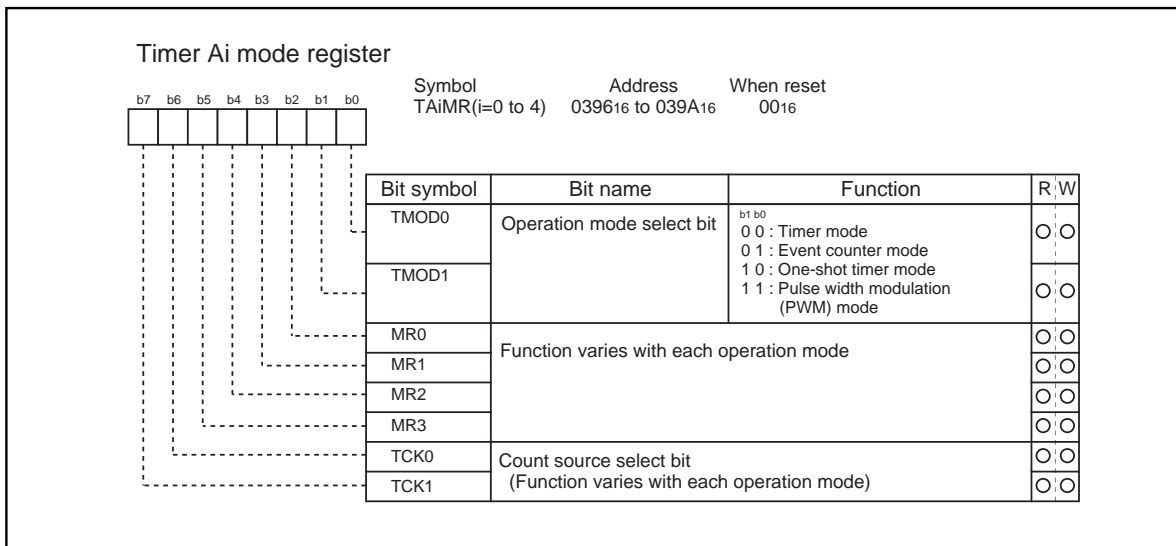 Timer Ai mode register
Symbol Address When reset
TAiMR(i=0 to 4) 039616 to 039A16 0016
b7 b6 b5 b4 b3 b2 b1 b0
Bit symbol Bit name Function R W
TMOD0 Operation mode select bit b1 b0
0 0 : Timer mode
0 1 : Event counter mode
TMOD1 1 0 : One-shot timer mode
1 1 : Pulse width modulation
(PWM) mode
MR0 Function varies with each operation mode
MR1
MR2
MR3
TCK0 Count source select bit
TCK1 (Function varies with each operation mode)